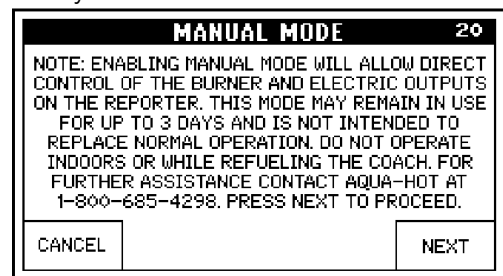 MANUAL MODE 20
NOTE: ENABLING MANUAL MODE WILL ALLOW DIRECT
CONTROL OF THE BURNER AND ELECTRIC OUTPUTS
ON THE REPORTER. THIS MODE MAY REMAIN IN USE
FOR UP TO 3 DAYS AND IS NOT INTENDED TO
REPLACE NORMAL OPERATION. DO NOT OPERATE
INDOORS OR WHILE REFUELING THE COACH. FOR
FURTHER ASSISTANCE CONTACT AQUA-HOT AT
1-800-685-4298. PRESS NEXT TO PROCEED.
CANCEL NEXT